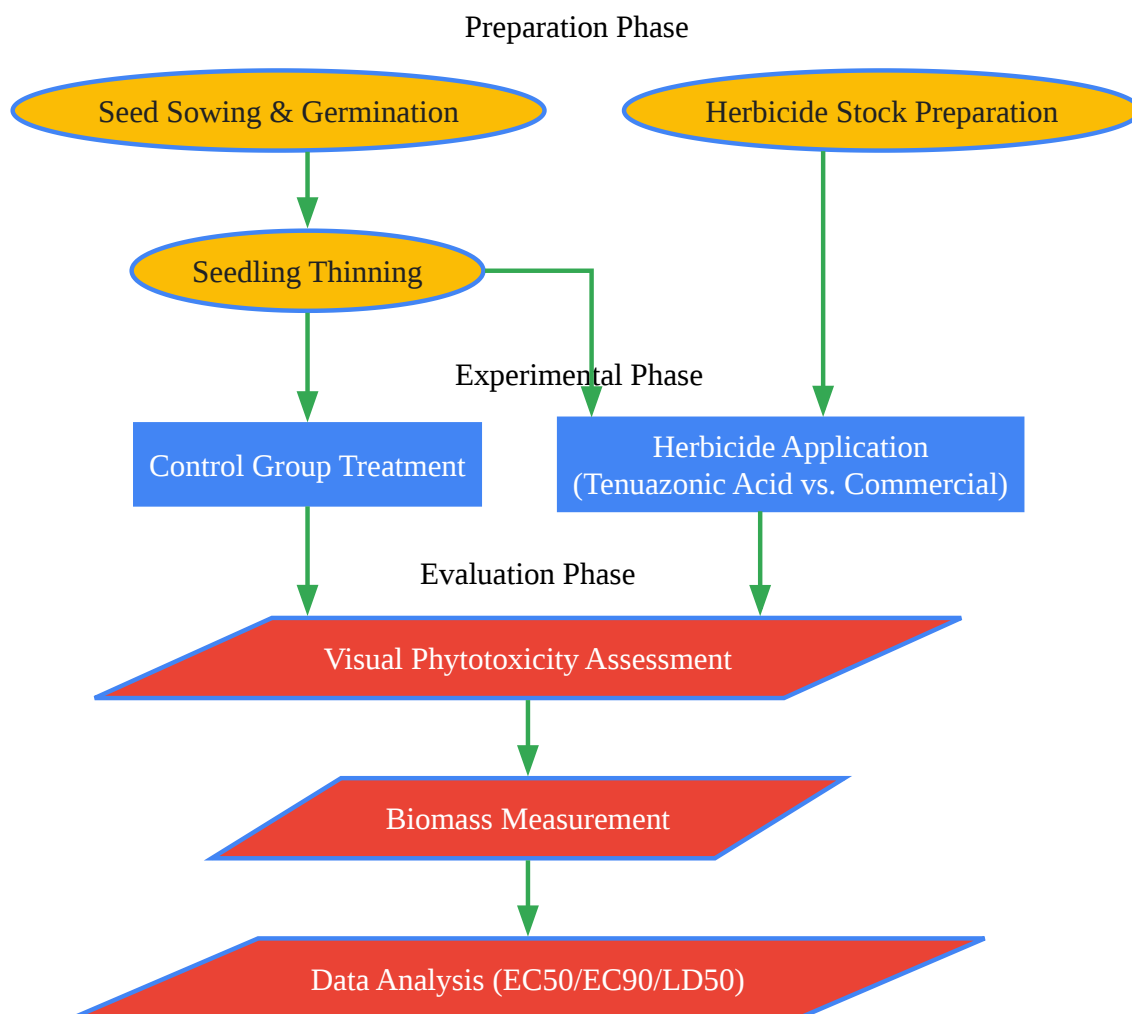 Preparation Phase
Seed Sowing & Germination
Herbicide Stock Preparation
Seedling Thinning
Experimental Phase
Control Group Treatment
Herbicide Application
(Tenuazonic Acid vs. Commercial)
Evaluation Phase
Visual Phytotoxicity Assessment
Biomass Measurement
Data Analysis (EC50/EC90/LD50)